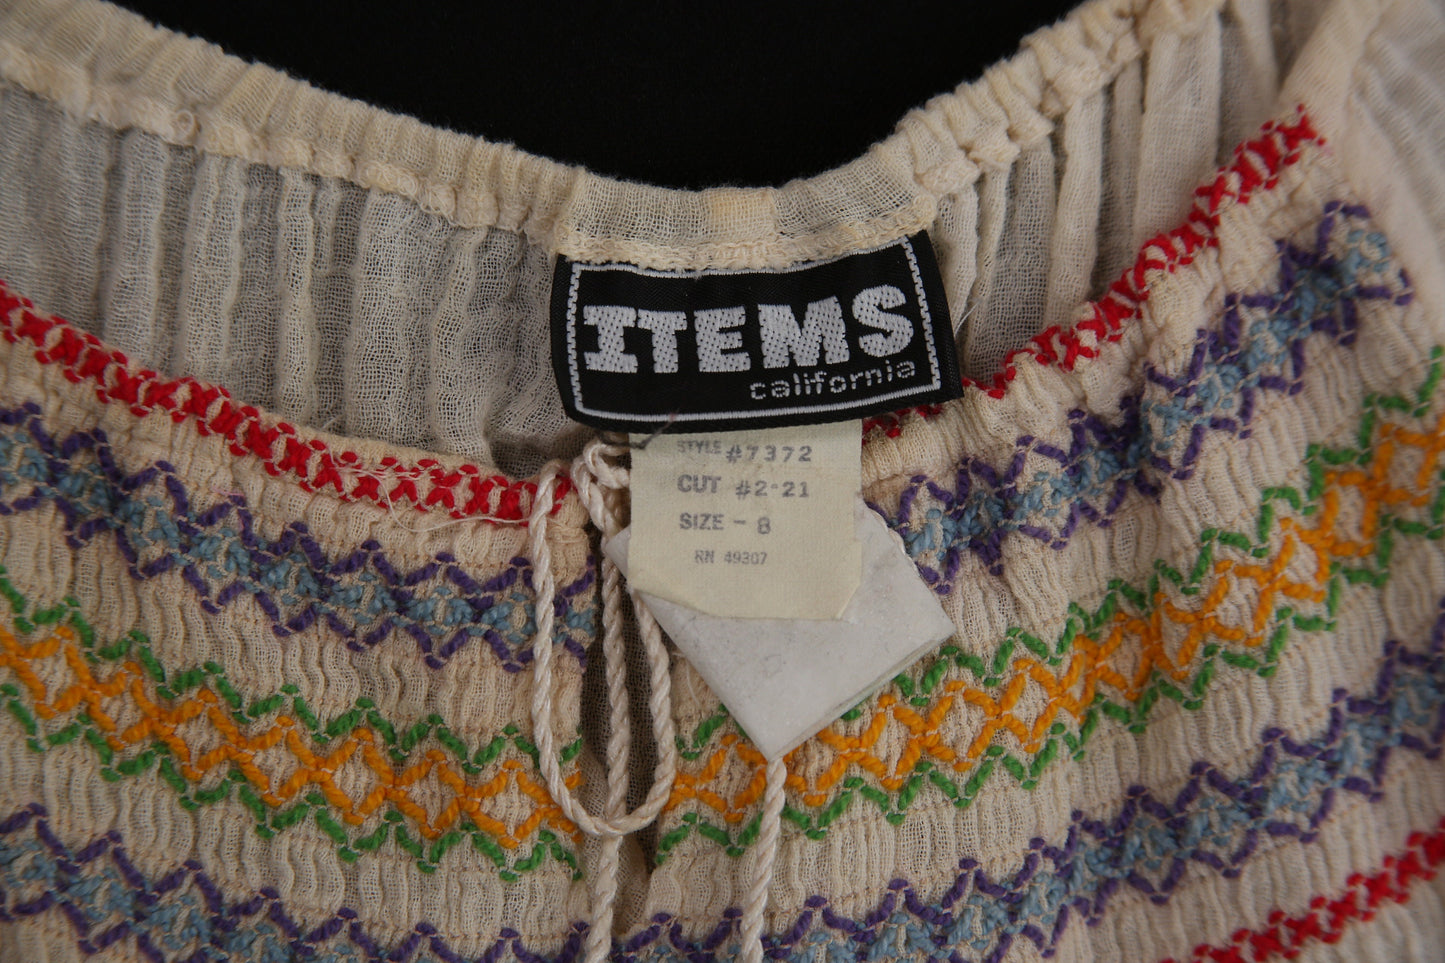 ITEMS
california
STYLE #7372
CUT #2-21
SIZE - 8
RN 49307